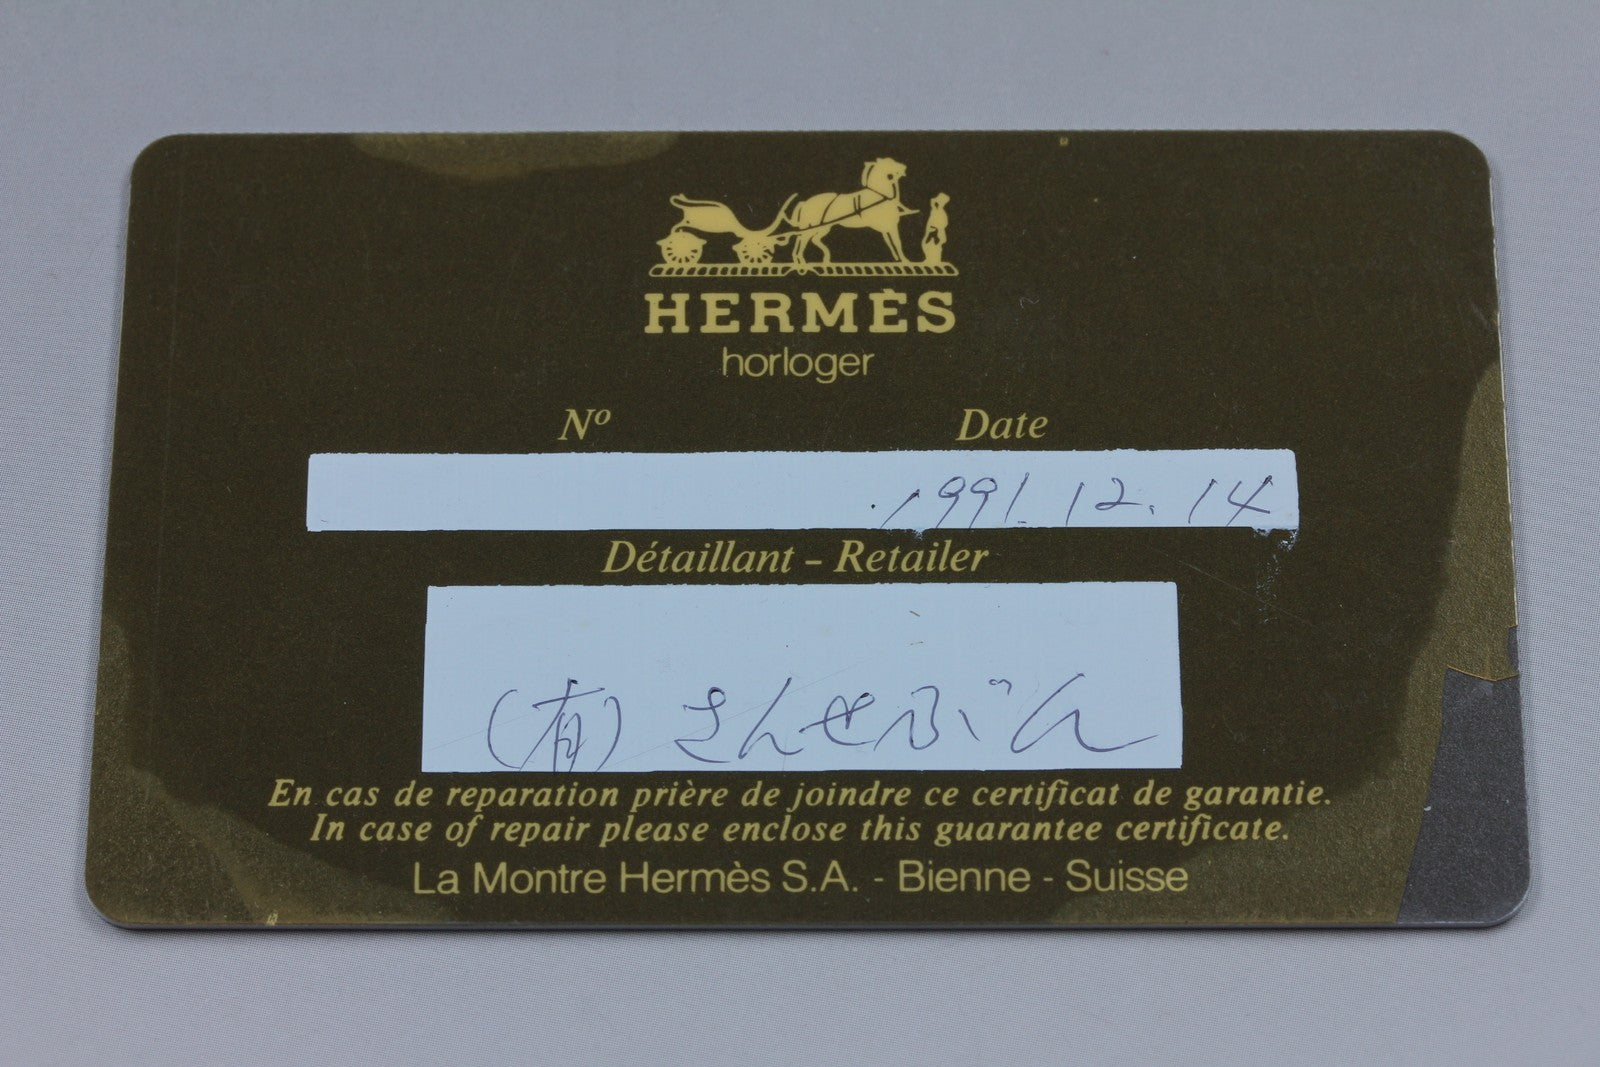 HERMÈS
horloger
Nº Date
1991.12.14
Détaillant - Retailer
(有) さんせぶん
En cas de reparation prière de joindre ce certificat de garantie.
In case of repair please enclose this guarantee certificate.
La Montre Hermès S.A. - Bienne - Suisse